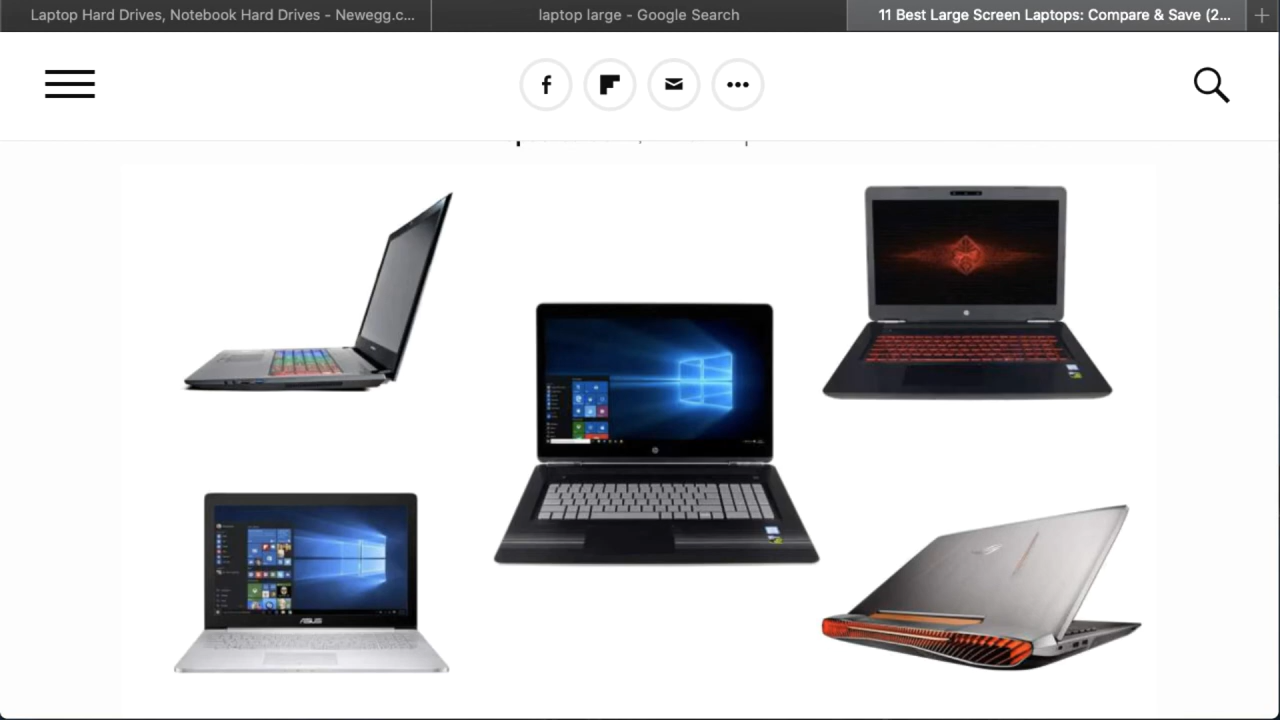 Laptop Hard Drives, Notebook Hard Drives - Newegg.c...
laptop large - Google Search
11 Best Large Screen Laptops: Compare & Save (2...
ASUS